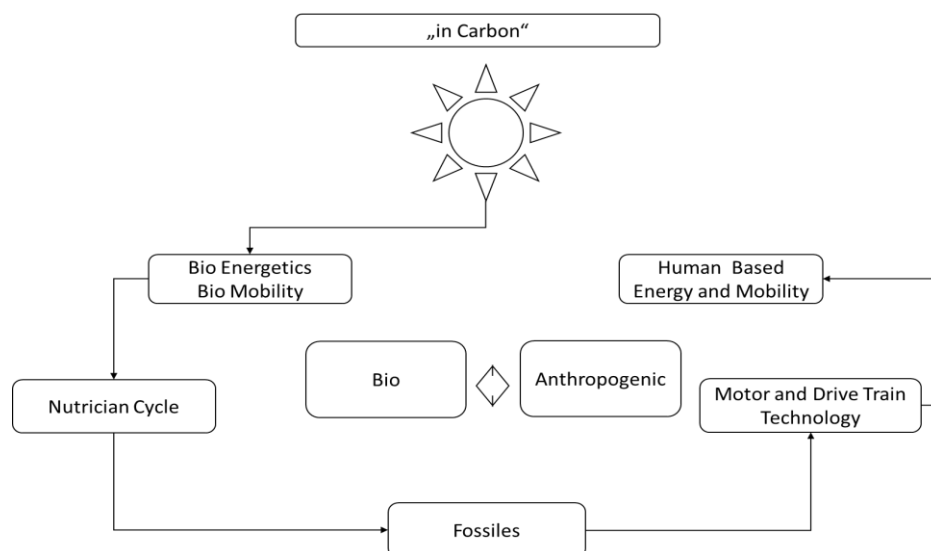 „in Carbon“
Bio Energetics
Bio Mobility
Human Based
Energy and Mobility
Bio
Anthropogenic
Nutrician Cycle
Motor and Drive Train
Technology
Fossiles